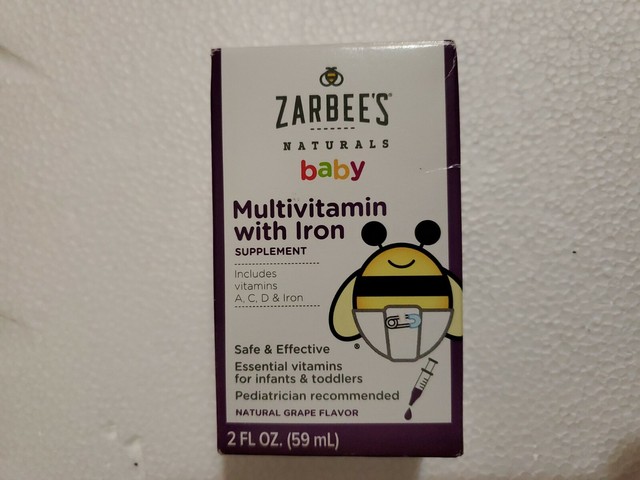 ZARBEE'S®
NATURALS
baby
Multivitamin
with Iron
SUPPLEMENT
Includes
vitamins
A, C, D & Iron
®
Safe & Effective
Essential vitamins
for infants & toddlers
Pediatrician recommended
NATURAL GRAPE FLAVOR
2 FL OZ. (59 mL)